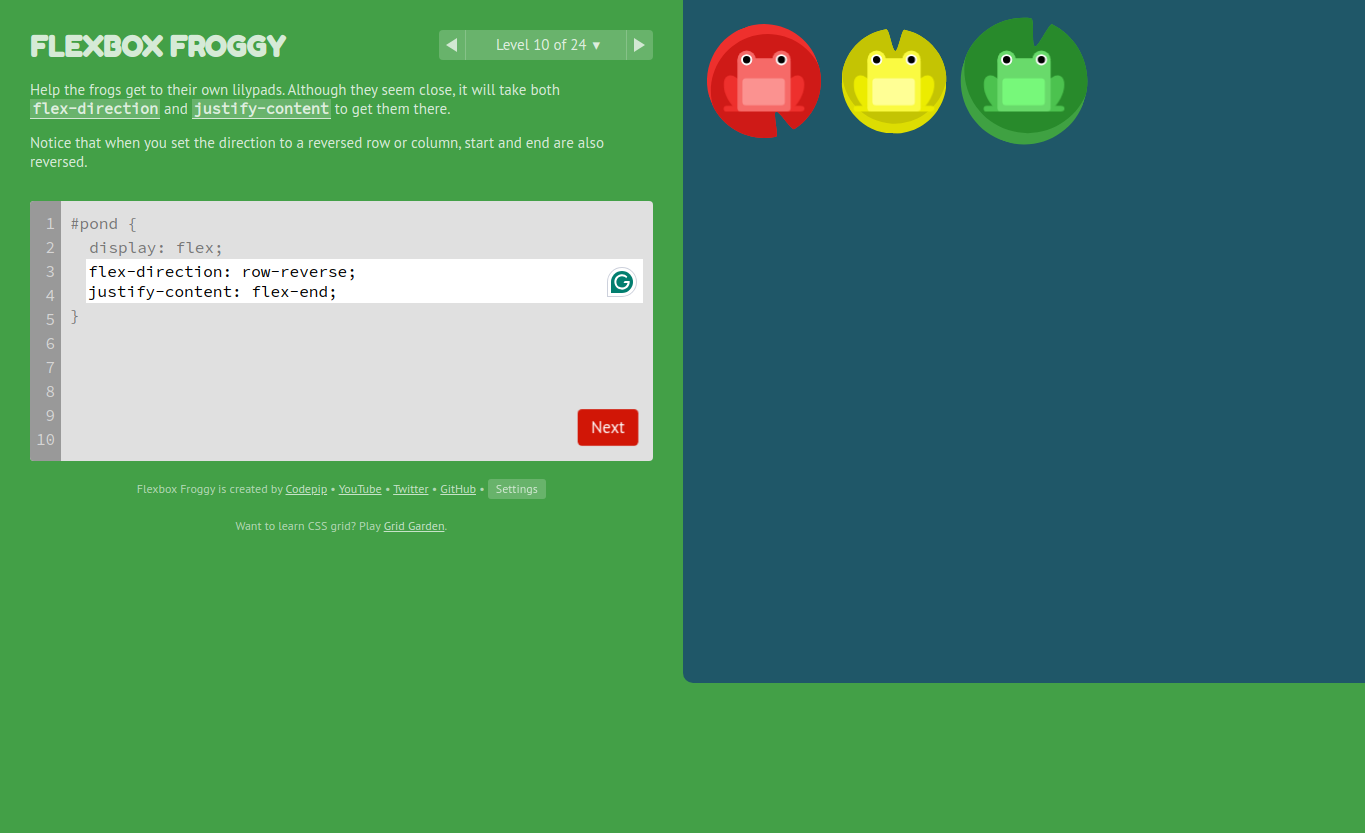 FLEXBOX FROGGY
Level 10 of 24 ▼
Help the frogs get to their own lilypads. Although they seem close, it will take both
flex-direction and justify-content to get them there.
Notice that when you set the direction to a reversed row or column, start and end are also
reversed.
1 #pond {
2 display: flex;
3 flex-direction: row-reverse;
4 justify-content: flex-end;
5 }
6
7
8
9
10
Next
Flexbox Froggy is created by Codepip • YouTube • Twitter • GitHub • Settings
Want to learn CSS grid? Play Grid Garden.